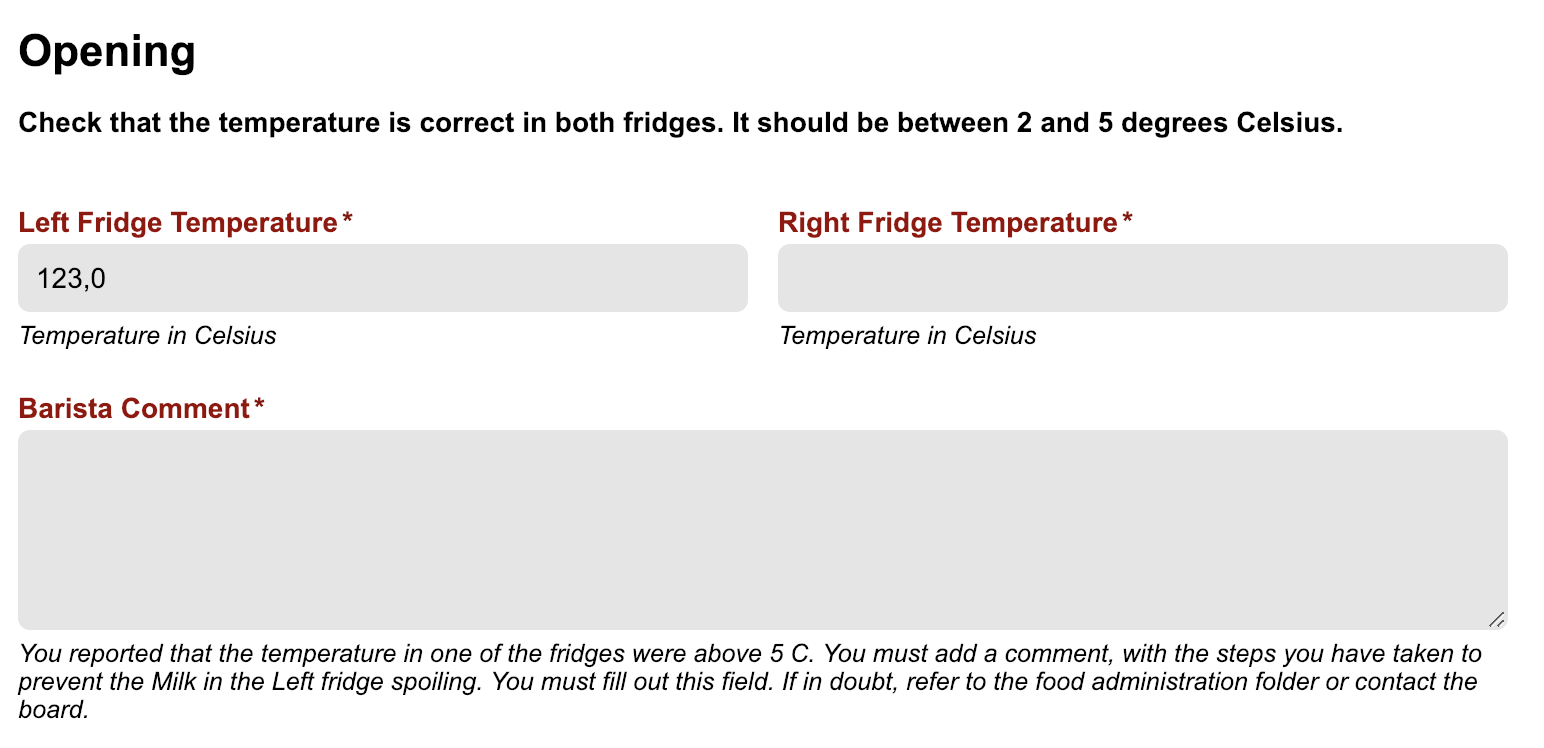 Opening
Check that the temperature is correct in both fridges. It should be between 2 and 5 degrees Celsius.
Left Fridge Temperature *
Right Fridge Temperature *
123,0
Temperature in Celsius
Temperature in Celsius
Barista Comment *
You reported that the temperature in one of the fridges were above 5 C. You must add a comment, with the steps you have taken to
prevent the Milk in the Left fridge spoiling. You must fill out this field. If in doubt, refer to the food administration folder or contact the
board.